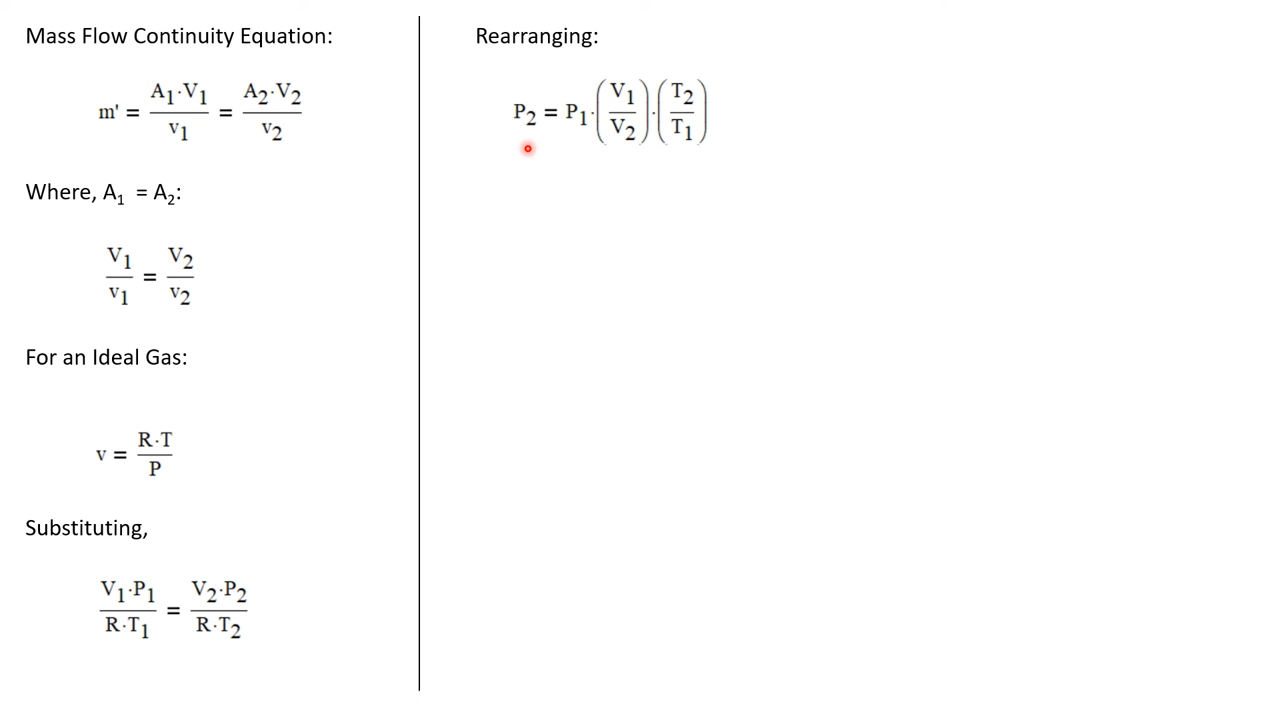 Mass Flow Continuity Equation:
m' = A₁·V₁ / v₁ = A₂·V₂ / v₂
Where, A₁ = A₂:
V₁ / v₁ = V₂ / v₂
For an Ideal Gas:
v = R·T / P
Substituting,
V₁·P₁ / R·T₁ = V₂·P₂ / R·T₂
Rearranging:
P₂ = P₁·(V₁ / V₂)·(T₂ / T₁)